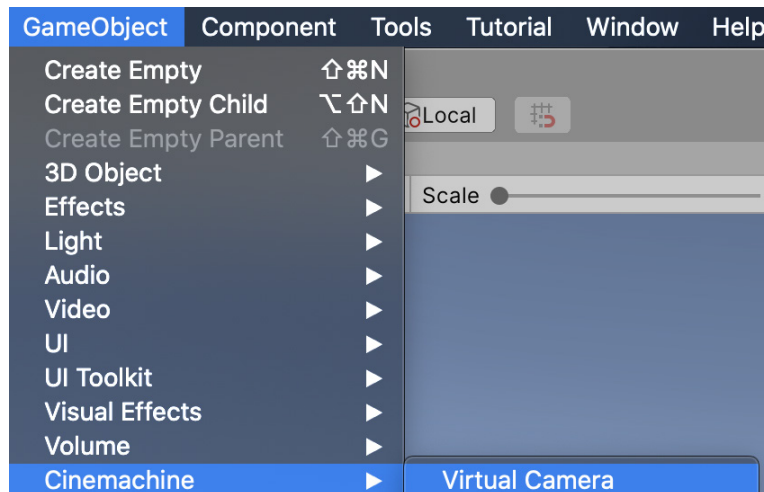 GameObject Component Tools Tutorial Window Help
Create Empty ⇧⌘N
Create Empty Child ⌥⇧N
Local
Create Empty Parent ⇧⌘G
3D Object
Scale
Effects
Light
Audio
Video
UI
UI Toolkit
Visual Effects
Volume
Cinemachine Virtual Camera